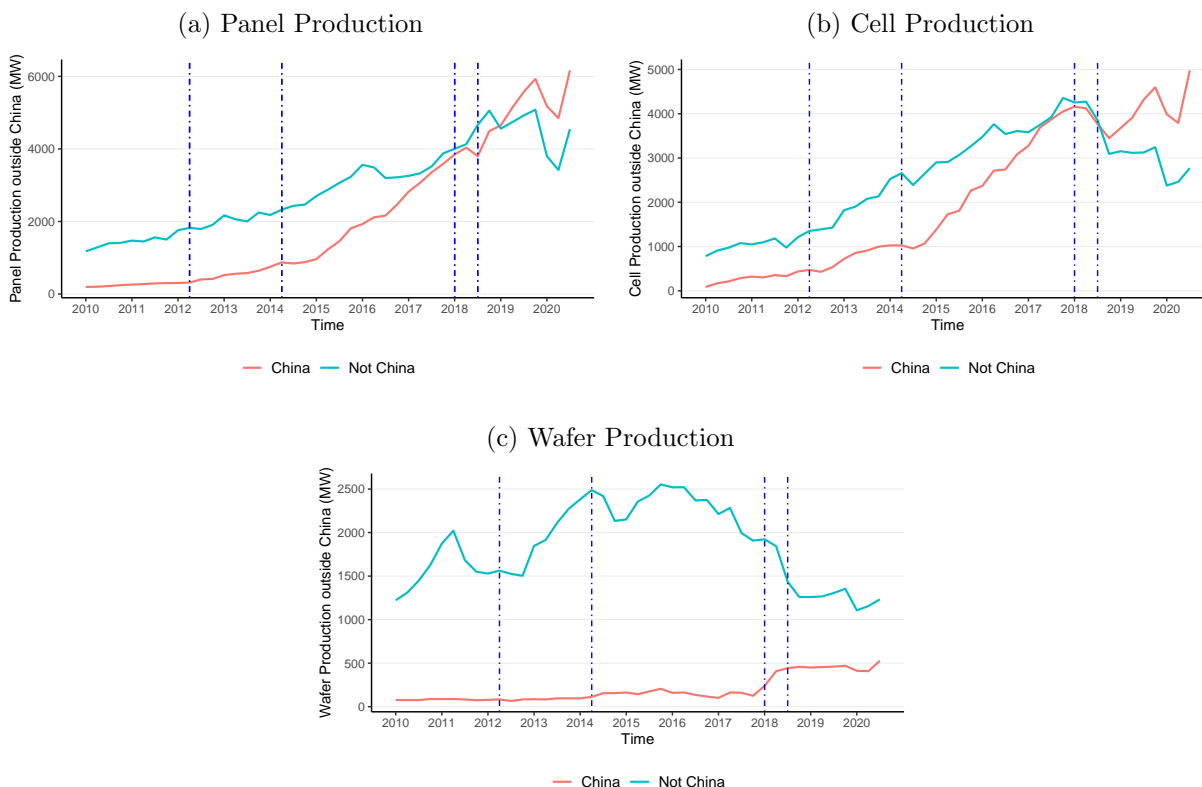 (a) Panel Production
Panel Production outside China (MW)
6000
4000
2000
0
2010 2011 2012 2013 2014 2015 2016 2017 2018 2019 2020
Time
China Not China
(b) Cell Production
Cell Production outside China (MW)
5000
4000
3000
2000
1000
0
2010 2011 2012 2013 2014 2015 2016 2017 2018 2019 2020
Time
China Not China
(c) Wafer Production
Wafer Production outside China (MW)
2500
2000
1500
1000
500
0
2010 2011 2012 2013 2014 2015 2016 2017 2018 2019 2020
Time
China Not China